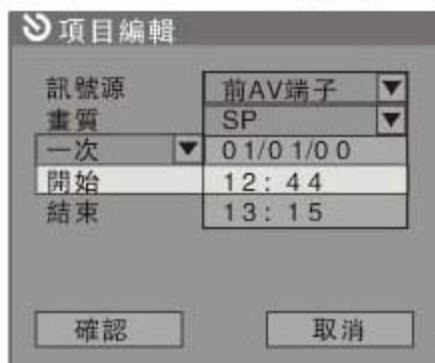 項目編輯
訊號源 前AV端子
畫質 SP
一次 01/01/00
開始 12:44
結束 13:15
確認 取消